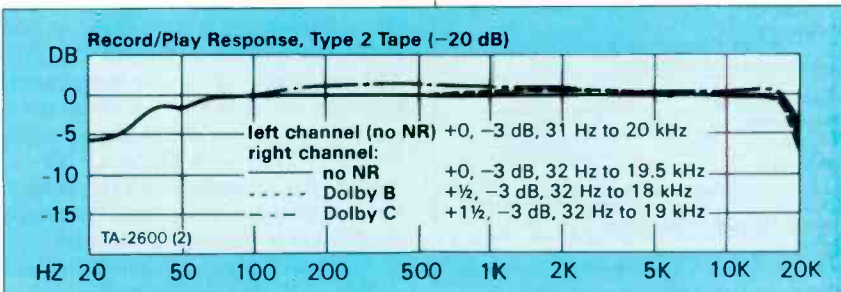 Record/Play Response, Type 2 Tape (−20 dB)
DB
0
-5
-10
-15
left channel (no NR) +0, −3 dB, 31 Hz to 20 kHz
right channel:
no NR +0, −3 dB, 32 Hz to 19.5 kHz
Dolby B +½, −3 dB, 32 Hz to 18 kHz
Dolby C +1½, −3 dB, 32 Hz to 19 kHz
TA-2600 (2)
HZ 20 50 100 200 500 1K 2K 5K 10K 20K